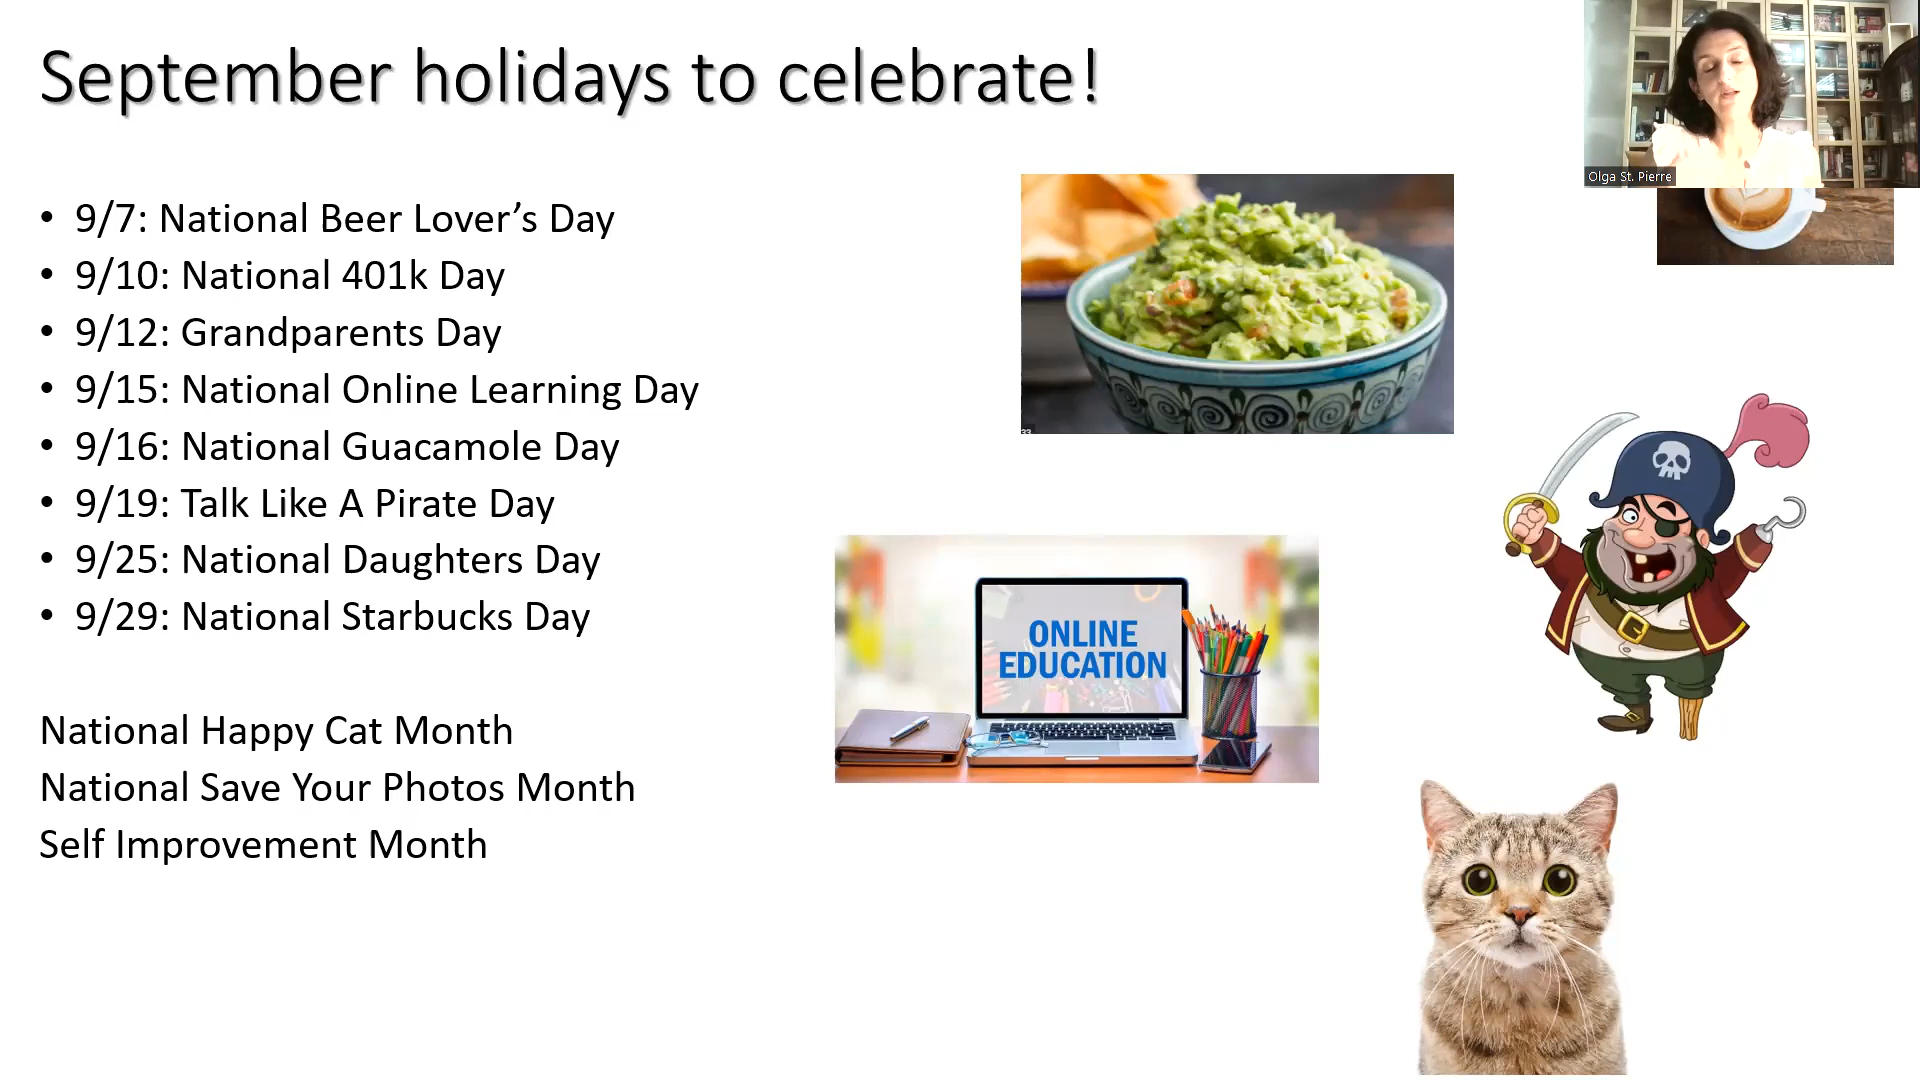 September holidays to celebrate!
Olga St. Pierre
• 9/7: National Beer Lover’s Day
• 9/10: National 401k Day
• 9/12: Grandparents Day
• 9/15: National Online Learning Day
• 9/16: National Guacamole Day
• 9/19: Talk Like A Pirate Day
• 9/25: National Daughters Day
• 9/29: National Starbucks Day
National Happy Cat Month
National Save Your Photos Month
Self Improvement Month
33
ONLINE
EDUCATION